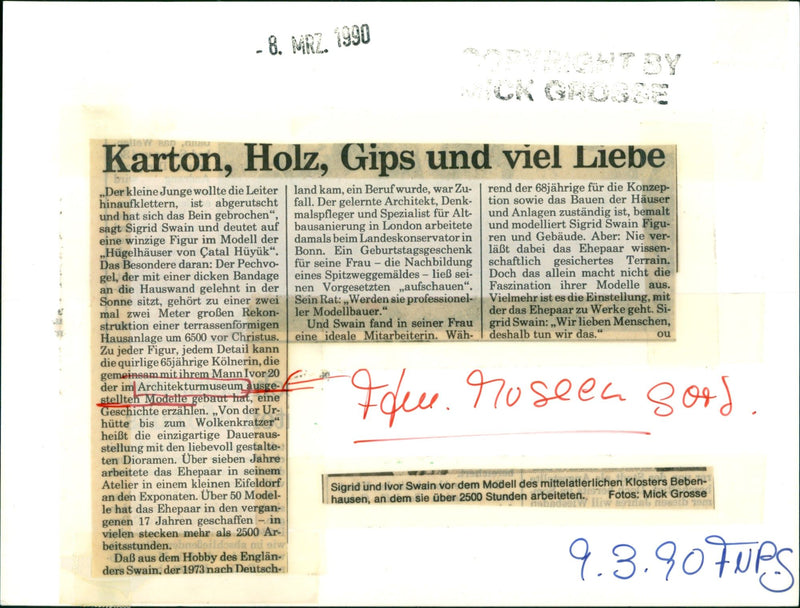 - 8. MRZ. 1990
COPYRIGHT BY
MICK GROSSE
Karton, Holz, Gips und viel Liebe
„Der kleine Junge wollte die Leiter
hinaufklettern, ist abgerutscht
und hat sich das Bein gebrochen“,
sagt Sigrid Swain und deutet auf
eine winzige Figur im Modell der
„Hügelhäuser von Çatal Hüyük“.
Das Besondere daran: Der Pechvo-
gel, der mit einer dicken Bandage
an die Hauswand gelehnt in der
Sonne sitzt, gehört zu einer zwei
mal zwei Meter großen Rekon-
struktion einer terrassenförmigen
Hausanlage um 6500 vor Christus.
Zu jeder Figur, jedem Detail kann
die quirlige 65jährige Kölnerin, die
gemeinsam mit ihrem Mann Ivor 20
der im Architekturmuseum ausge-
stellten Modelle gebaut hat, eine
Geschichte erzählen. „Von der Ur-
hütte bis zum Wolkenkratzer“
heißt die einzigartige Daueraus-
stellung mit den liebevoll gestalte-
ten Dioramen. Über sieben Jahre
arbeitete das Ehepaar in seinem
Atelier in einem kleinen Eifeldorf
an den Exponaten. Über 50 Model-
le hat das Ehepaar in den vergan-
genen 17 Jahren geschaffen – in
vielen stecken mehr als 2500 Ar-
beitsstunden.
Daß aus dem Hobby des Englän-
ders Swain, der 1973 nach Deutsch-
land kam, ein Beruf wurde, war Zu-
fall. Der gelernte Architekt, Denk-
malspfleger und Spezialist für Alt-
bausanierung in London arbeitete
damals beim Landeskonservator in
Bonn. Ein Geburtstagsgeschenk
für seine Frau – die Nachbildung
eines Spitzweggemäldes – ließ sei-
nen Vorgesetzten „aufschauen“.
Sein Rat: „Werden sie professionel-
ler Modellbauer.“
Und Swain fand in seiner Frau
eine ideale Mitarbeiterin. Wäh-
rend der 68jährige für die Konzep-
tion sowie das Bauen der Häuser
und Anlagen zuständig ist, bemalt
und modelliert Sigrid Swain Figu-
ren und Gebäude. Aber: Nie ver-
läßt dabei das Ehepaar wissen-
schaftlich gesichertes Terrain.
Doch das allein macht nicht die
Faszination ihrer Modelle aus.
Vielmehr ist es die Einstellung, mit
der das Ehepaar zu Werke geht. Si-
grid Swain: „Wir lieben Menschen,
deshalb tun wir das.“ ou
Museen
Sigrid und Ivor Swain vor dem Modell des mittelatlerlichen Klosters Beben-
hausen, an dem sie über 2500 Stunden arbeiteten. Fotos: Mick Grosse
9.3.90 FNPS